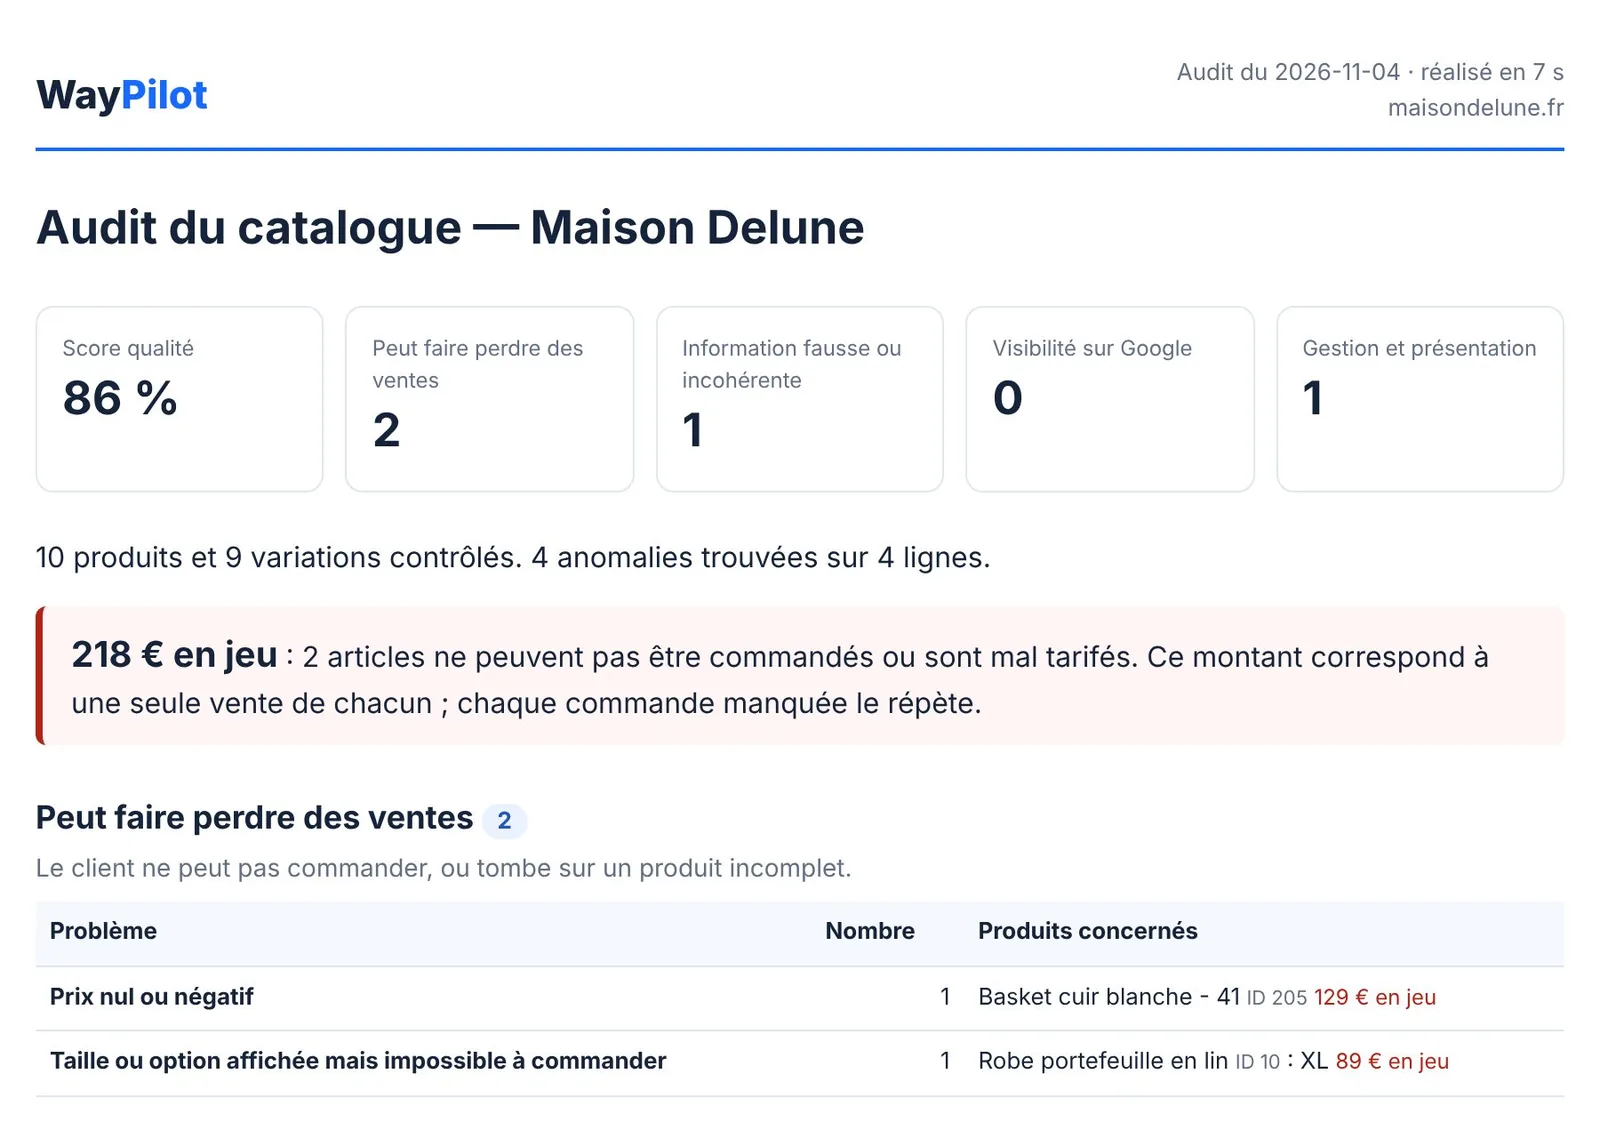 WayPilot
Audit du 2026-11-04 · réalisé en 7 s
maisondelune.fr
Audit du catalogue — Maison Delune
Score qualité
86 %
Peut faire perdre des
ventes
2
Information fausse ou
incohérente
1
Visibilité sur Google
0
Gestion et présentation
1
10 produits et 9 variations contrôlés. 4 anomalies trouvées sur 4 lignes.
218 € en jeu : 2 articles ne peuvent pas être commandés ou sont mal tarifés. Ce montant correspond à
une seule vente de chacun ; chaque commande manquée le répète.
Peut faire perdre des ventes 2
Le client ne peut pas commander, ou tombe sur un produit incomplet.
Problème Nombre Produits concernés
Prix nul ou négatif 1 Basket cuir blanche - 41 ID 205 129 € en jeu
Taille ou option affichée mais impossible à commander 1 Robe portefeuille en lin ID 10 : XL 89 € en jeu